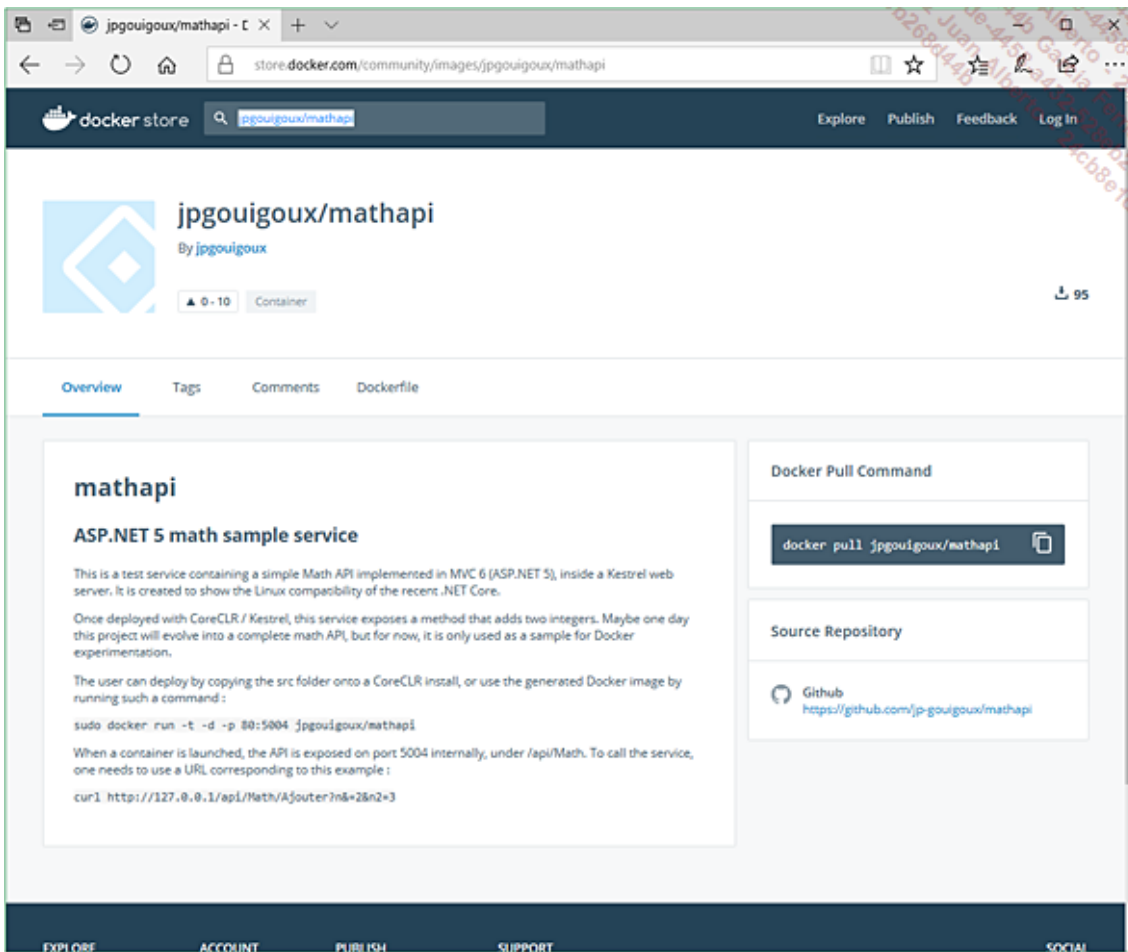 jpgouigoux/mathapi - D
store.docker.com/community/images/jpgouigoux/mathapi
docker store
jpgouigoux/mathapi
Explore Publish Feedback Log In
jpgouigoux/mathapi
By jpgouigoux
0 - 10 Container
95
Overview Tags Comments Dockerfile
mathapi
ASP.NET 5 math sample service
This is a test service containing a simple Math API implemented in MVC 6 (ASP.NET 5), inside a Kestrel web
server. It is created to show the Linux compatibility of the recent .NET Core.
Once deployed with CoreCLR / Kestrel, this service exposes a method that adds two integers. Maybe one day
this project will evolve into a complete math API, but for now, it is only used as a sample for Docker
experimentation.
The user can deploy by copying the src folder onto a CoreCLR install, or use the generated Docker image by
running such a command :
sudo docker run -t -d -p 80:5004 jpgouigoux/mathapi
When a container is launched, the API is exposed on port 5004 internally, under /api/Math. To call the service,
one needs to use a URL corresponding to this example :
curl http://127.0.0.1/api/Math/Ajouter?n&=2&n2=3
Docker Pull Command
docker pull jpgouigoux/mathapi
Source Repository
Github
https://github.com/jp-gouigoux/mathapi
EXPLORE ACCOUNT PUBLISH SUPPORT SOCIAL